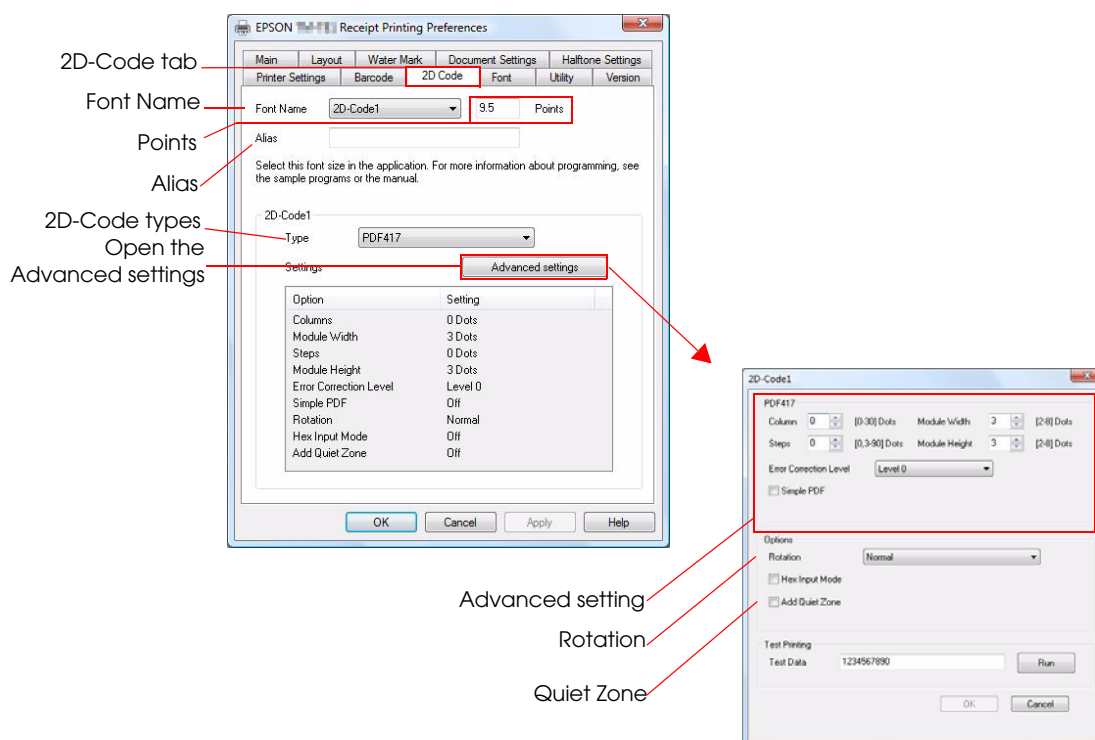 EPSON Receipt Printing Preferences
Main Layout Water Mark Document Settings Halftone Settings
Printer Settings Barcode 2D Code Font Utility Version
2D-Code tab
Font Name
Points
Alias
2D-Code types
Open the
Advanced settings
Font Name 2D-Code1 9.5 Points
Alias
Select this font size in the application. For more information about programming, see
the sample programs or the manual.
2D-Code1
Type PDF417
Settings Advanced settings
Option Setting
Columns 0 Dots
Module Width 3 Dots
Steps 0 Dots
Module Height 3 Dots
Error Correction Level Level 0
Simple PDF Off
Rotation Normal
Hex Input Mode Off
Add Quiet Zone Off
OK Cancel Apply Help
2D-Code1
PDF417
Column 0 [0-30] Dots Module Width 3 [2-8] Dots
Steps 0 [0,3-90] Dots Module Height 3 [2-8] Dots
Error Correction Level Level 0
Simple PDF
Options
Rotation Normal
Hex Input Mode
Add Quiet Zone
Test Printing
Test Data 1234567890 Run
OK Cancel
Advanced setting
Rotation
Quiet Zone